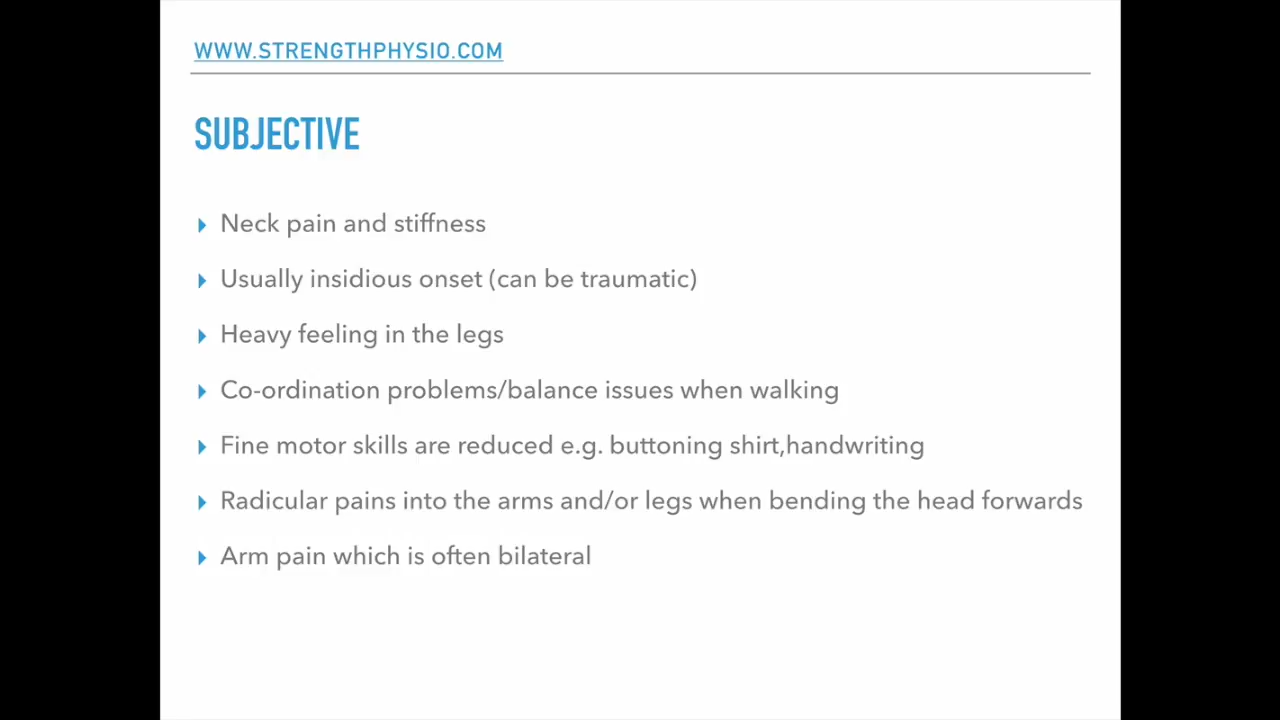 WWW.STRENGTHPHYSIO.COM
SUBJECTIVE
Neck pain and stiffness
Usually insidious onset (can be traumatic)
Heavy feeling in the legs
Co-ordination problems/balance issues when walking
Fine motor skills are reduced e.g. buttoning shirt,handwriting
Radicular pains into the arms and/or legs when bending the head forwards
Arm pain which is often bilateral